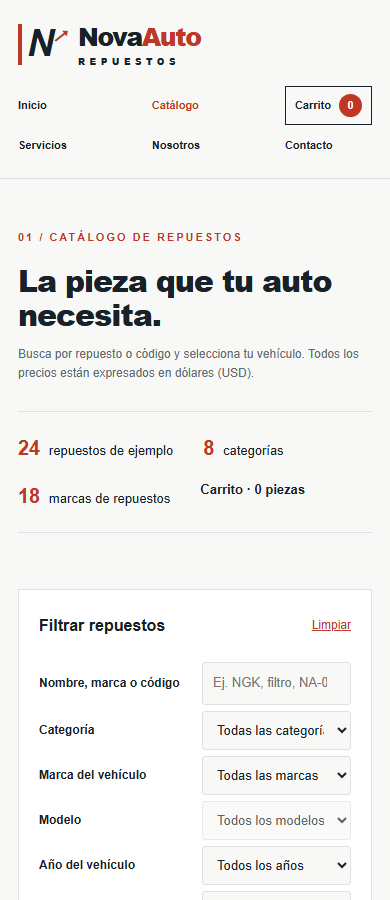 N NovaAuto
REPUESTOS
Inicio Catálogo Carrito 0
Servicios Nosotros Contacto
01 / CATÁLOGO DE REPUESTOS
La pieza que tu auto
necesita.
Busca por repuesto o código y selecciona tu vehículo. Todos los
precios están expresados en dólares (USD).
24 repuestos de ejemplo 8 categorías
18 marcas de repuestos Carrito · 0 piezas
Filtrar repuestos Limpiar
Nombre, marca o código Ej. NGK, filtro, NA-0
Categoría Todas las categorí
Marca del vehículo Todas las marcas
Modelo Todos los modelos
Año del vehículo Todos los años